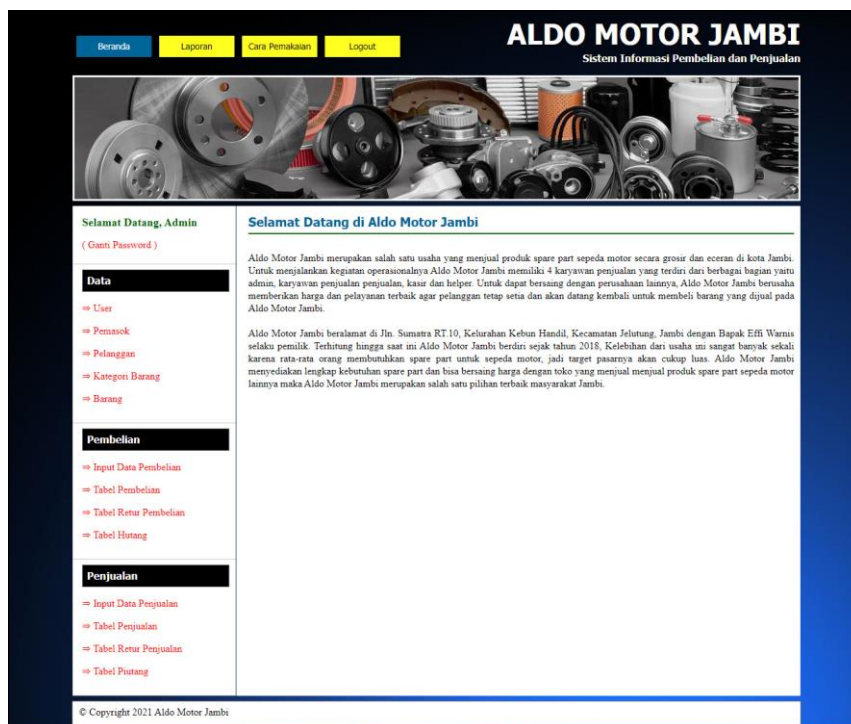 Beranda
Laporan
Cara Pemakaian
Logout
ALDO MOTOR JAMBI
Sistem Informasi Pembelian dan Penjualan
Selamat Datang, Admin
( Ganti Password )
Data
⇒ User
⇒ Pemasok
⇒ Pelanggan
⇒ Kategori Barang
⇒ Barang
Pembelian
⇒ Input Data Pembelian
⇒ Tabel Pembelian
⇒ Tabel Retur Pembelian
⇒ Tabel Hutang
Penjualan
⇒ Input Data Penjualan
⇒ Tabel Penjualan
⇒ Tabel Retur Penjualan
⇒ Tabel Piutang
Selamat Datang di Aldo Motor Jambi
Aldo Motor Jambi merupakan salah satu usaha yang menjual produk spare part sepeda motor secara grosir dan eceran di kota Jambi.
Untuk menjalankan kegiatan operasionalnya Aldo Motor Jambi memiliki 4 karyawan penjualan yang terdiri dari berbagai bagian yaitu
admin, karyawan penjualan penjualan, kasir dan helper. Untuk dapat bersaing dengan perusahaan lainnya, Aldo Motor Jambi berusaha
memberikan harga dan pelayanan terbaik agar pelanggan tetap setia dan akan datang kembali untuk membeli barang yang dijual pada
Aldo Motor Jambi.
Aldo Motor Jambi beralamat di Jln. Sumatra RT.10, Kelurahan Kebun Handil, Kecamatan Jelutung, Jambi dengan Bapak Effi Warnis
selaku pemilik. Terhitung hingga saat ini Aldo Motor Jambi berdiri sejak tahun 2018, Kelebihan dari usaha ini sangat banyak sekali
karena rata-rata orang membutuhkan spare part untuk sepeda motor, jadi target pasarnya akan cukup luas. Aldo Motor Jambi
menyediakan lengkap kebutuhan spare part dan bisa bersaing harga dengan toko yang menjual menjual produk spare part sepeda motor
lainnya maka Aldo Motor Jambi merupakan salah satu pilihan terbaik masyarakat Jambi.
© Copyright 2021 Aldo Motor Jambi